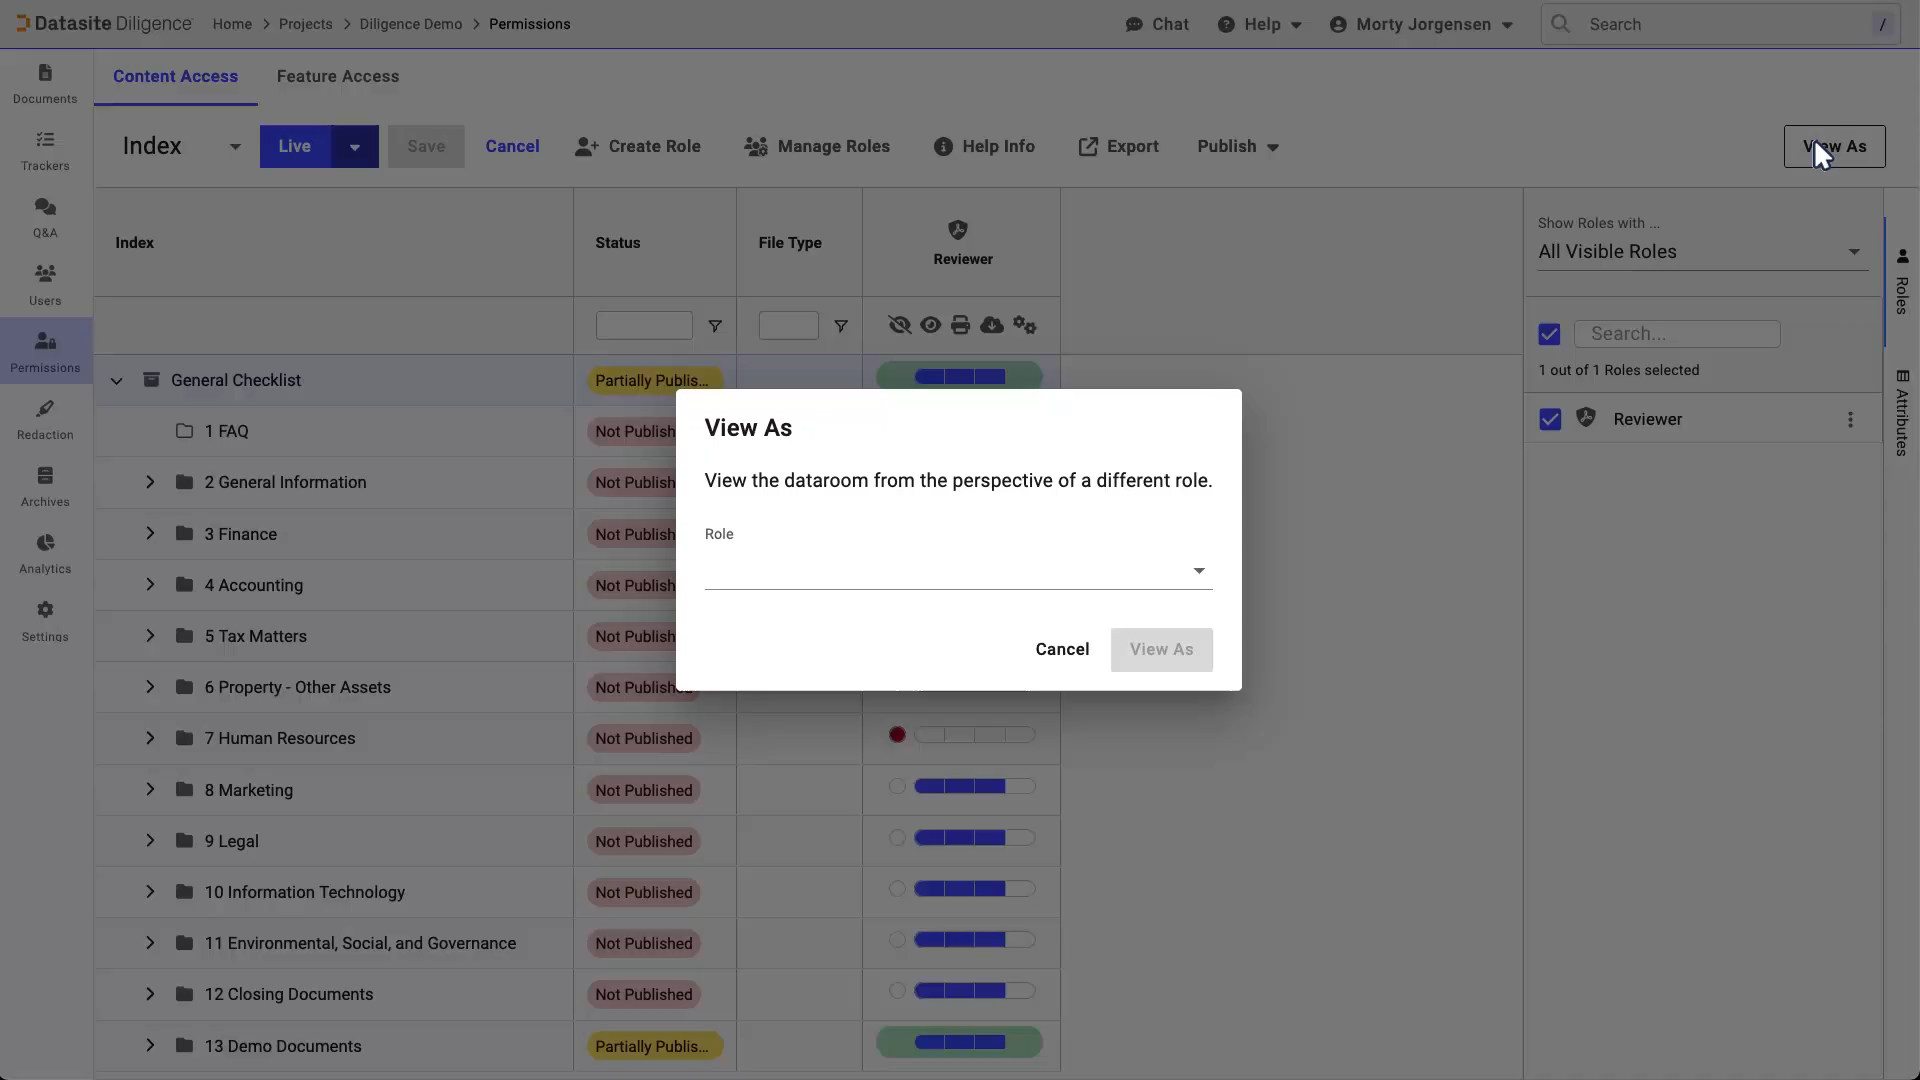 Datasite Diligence Home > Projects > Diligence Demo > Permissions
Chat Help Morty Jorgensen Search /
Documents
Trackers
Q&A
Users
Permissions
Redaction
Archives
Analytics
Settings
Content Access Feature Access
Index Live Save Cancel Create Role Manage Roles Help Info Export Publish View As
Index Status File Type Reviewer
General Checklist Partially Publis...
1 FAQ Not Publish
2 General Information Not Publish
3 Finance Not Publish
4 Accounting Not Publish
5 Tax Matters Not Publish
6 Property - Other Assets Not Publish
7 Human Resources Not Published
8 Marketing Not Published
9 Legal Not Published
10 Information Technology Not Published
11 Environmental, Social, and Governance Not Published
12 Closing Documents Not Published
13 Demo Documents Partially Publis...
View As
View the dataroom from the perspective of a different role.
Role
Cancel View As
Show Roles with ...
All Visible Roles
Search...
1 out of 1 Roles selected
Reviewer
Roles
Attributes